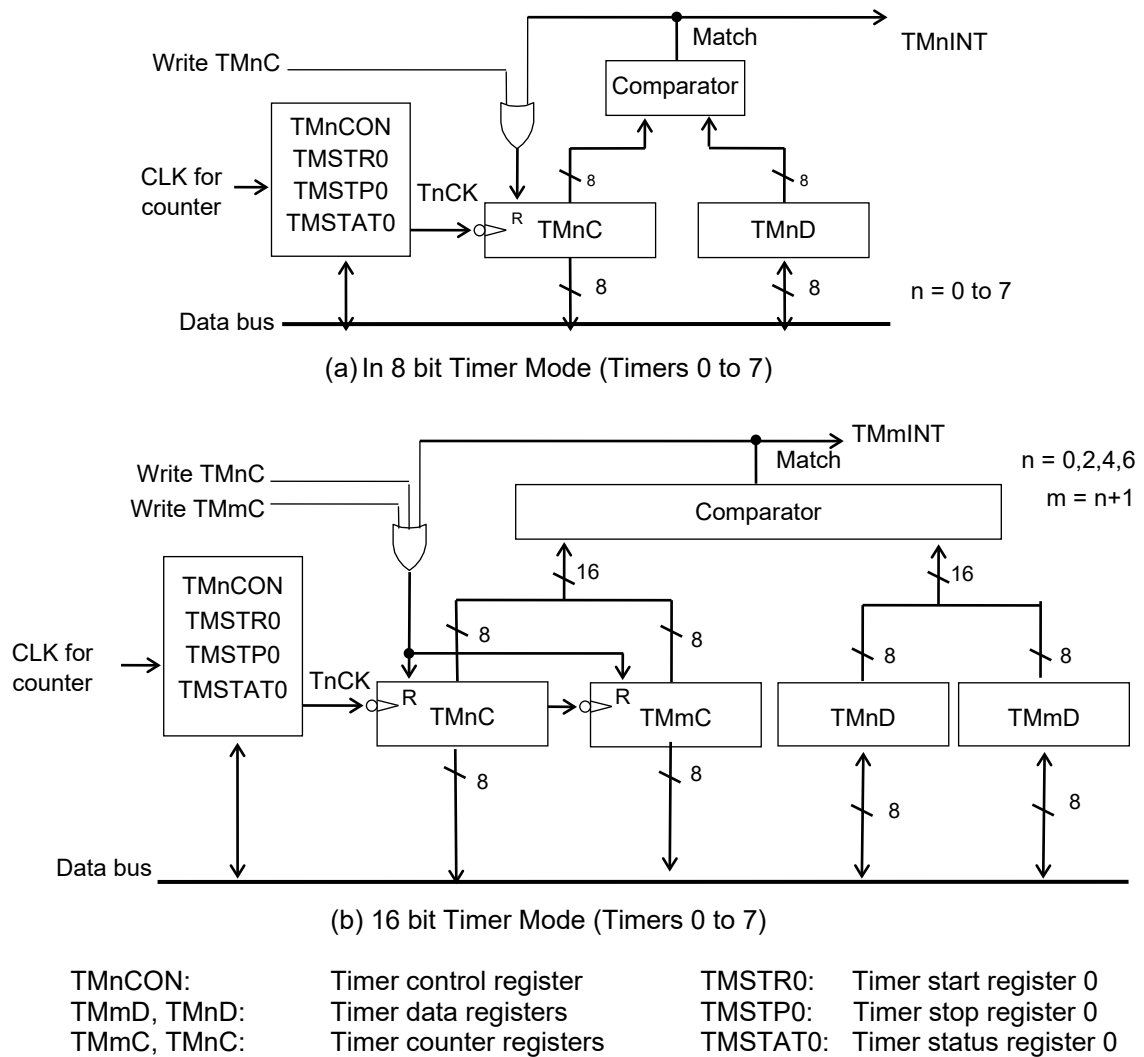 TMnINT
Match
Write TMnC
Comparator
TMnCON
TMSTR0
TMSTP0
TMSTAT0
CLK for
counter
TnCK
8
8
R
TMnC
TMnD
8
8
n = 0 to 7
Data bus
(a) In 8 bit Timer Mode (Timers 0 to 7)
TMmINT
Match
n = 0,2,4,6
m = n+1
Write TMnC
Write TMmC
Comparator
16
16
TMnCON
TMSTR0
TMSTP0
TMSTAT0
CLK for
counter
TnCK
8
8
8
8
R
TMnC
R
TMmC
TMnD
TMmD
8
8
8
8
Data bus
(b) 16 bit Timer Mode (Timers 0 to 7)
TMnCON: Timer control register TMSTR0: Timer start register 0
TMmD, TMnD: Timer data registers TMSTP0: Timer stop register 0
TMmC, TMnC: Timer counter registers TMSTAT0: Timer status register 0